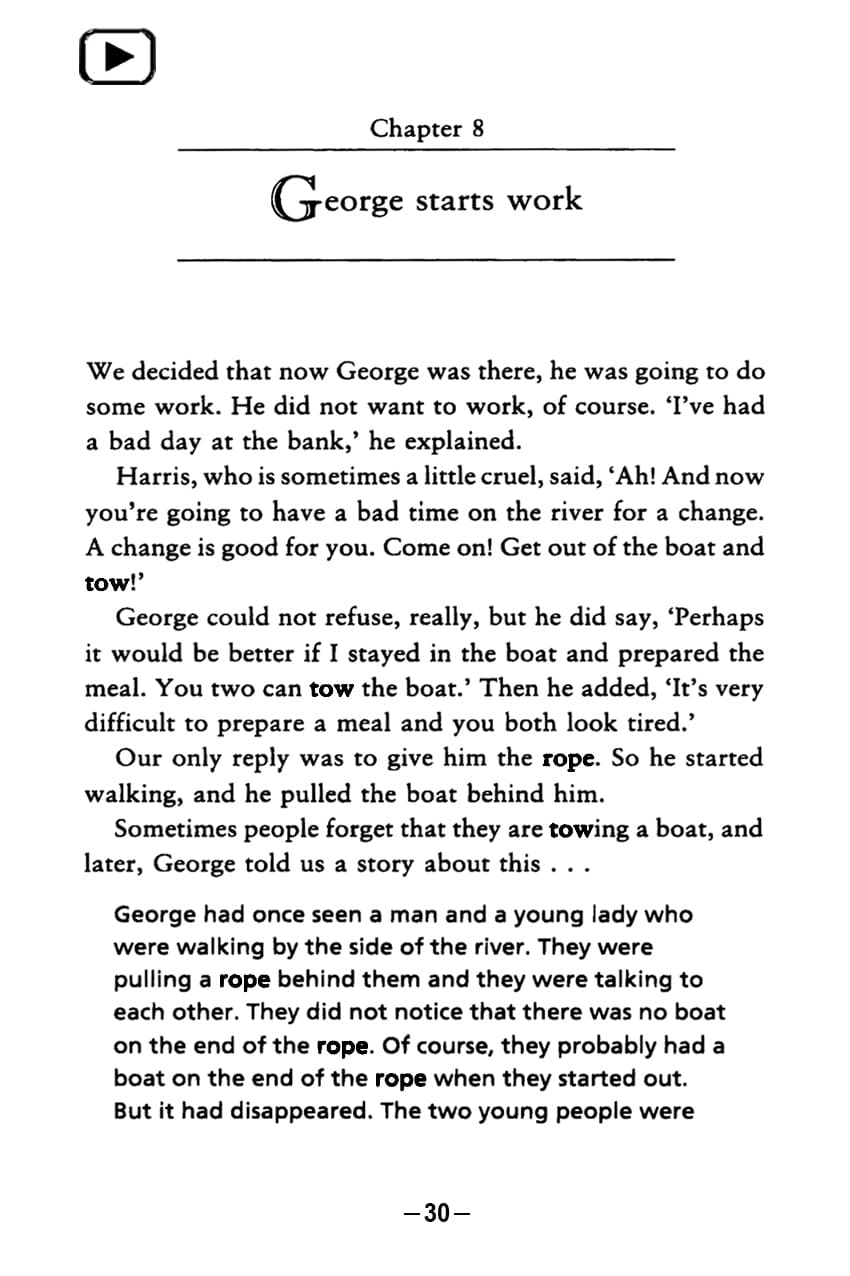 Chapter 8
George starts work
We decided that now George was there, he was going to do
some work. He did not want to work, of course. ‘I’ve had
a bad day at the bank,’ he explained.
Harris, who is sometimes a little cruel, said, ‘Ah! And now
you’re going to have a bad time on the river for a change.
A change is good for you. Come on! Get out of the boat and
tow!’
George could not refuse, really, but he did say, ‘Perhaps
it would be better if I stayed in the boat and prepared the
meal. You two can tow the boat.’ Then he added, ‘It’s very
difficult to prepare a meal and you both look tired.’
Our only reply was to give him the rope. So he started
walking, and he pulled the boat behind him.
Sometimes people forget that they are towing a boat, and
later, George told us a story about this . . .
George had once seen a man and a young lady who
were walking by the side of the river. They were
pulling a rope behind them and they were talking to
each other. They did not notice that there was no boat
on the end of the rope. Of course, they probably had a
boat on the end of the rope when they started out.
But it had disappeared. The two young people were
–30–